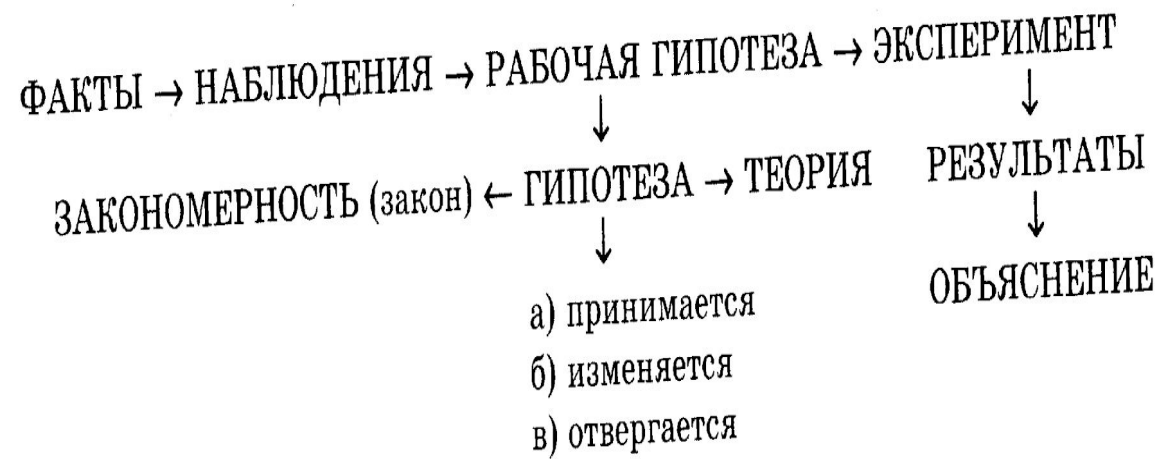 ФАКТЫ → НАБЛЮДЕНИЯ → РАБОЧАЯ ГИПОТЕЗА → ЭКСПЕРИМЕНТ
↓ ↓
ЗАКОНОМЕРНОСТЬ (закон) ← ГИПОТЕЗА → ТЕОРИЯ РЕЗУЛЬТАТЫ
↓ ↓
а) принимается ОБЪЯСНЕНИЕ
б) изменяется
в) отвергается